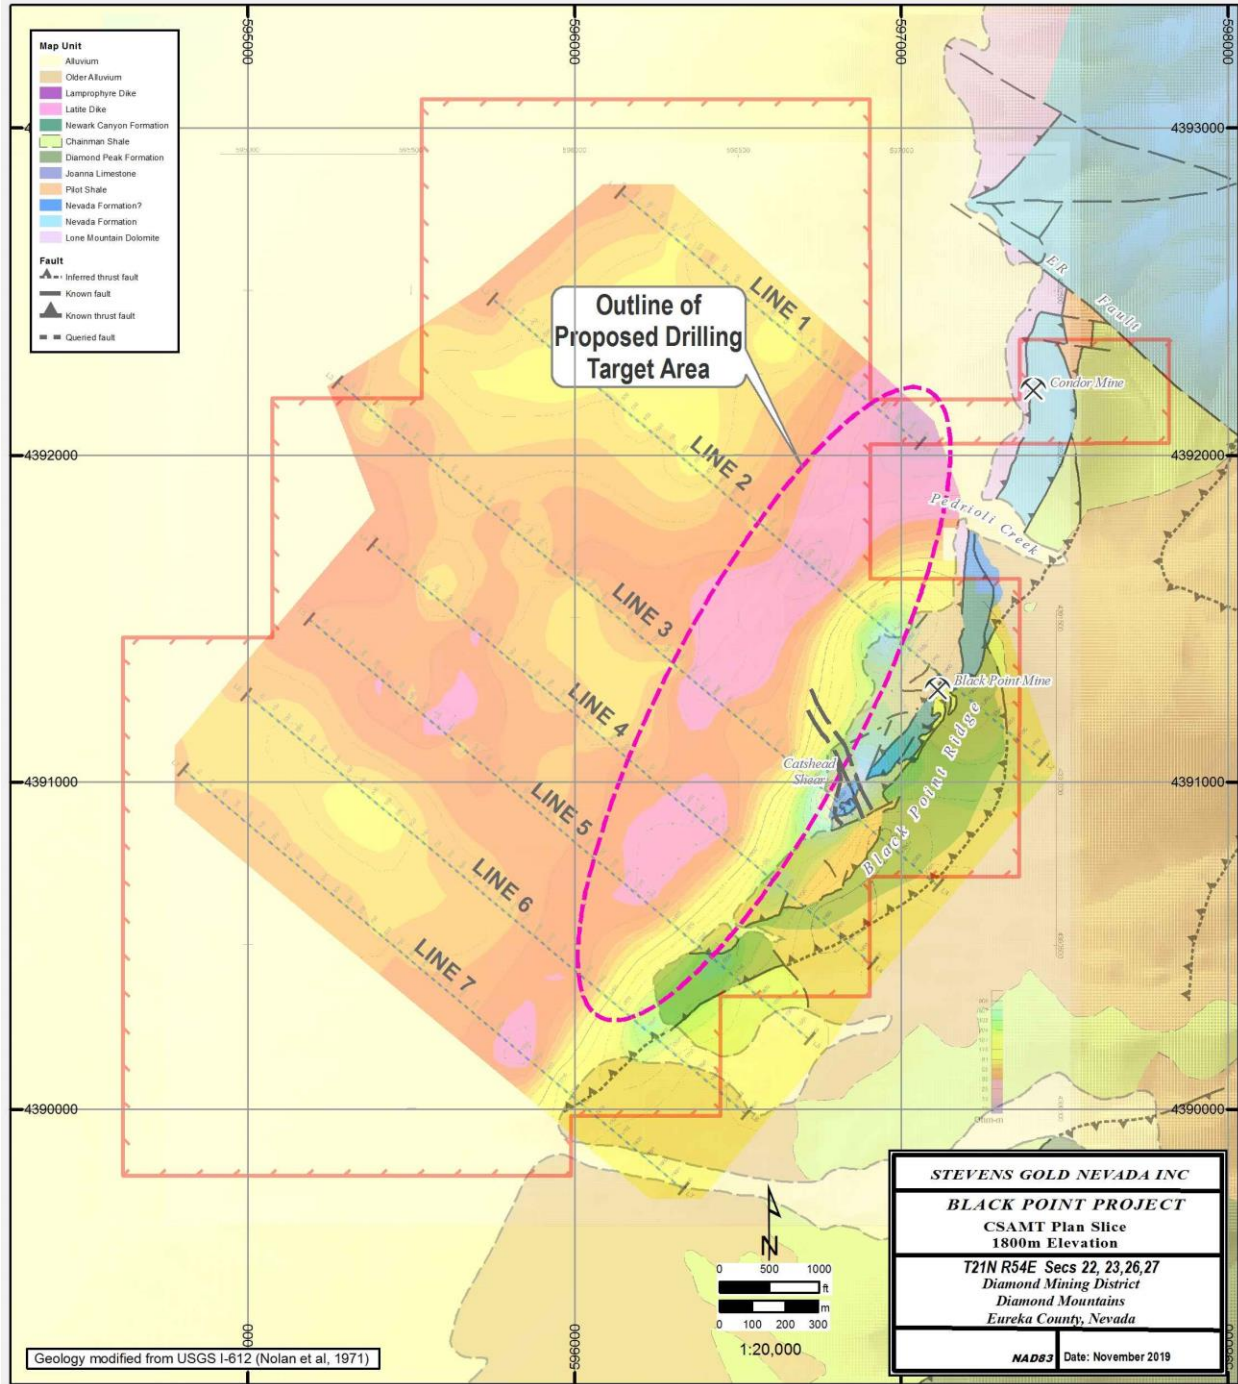 595000
596000
597000
598000
Map Unit
Alluvium
Older Alluvium
Lamprophyre Dike
Latite Dike
Newark Canyon Formation
Chainman Shale
Diamond Peak Formation
Joanna Limestone
Pilot Shale
Nevada Formation?
Nevada Formation
Lone Mountain Dolomite
Fault
Inferred thrust fault
Known fault
Known thrust fault
Queried fault
4393000
4392000
4392000
4391000
4391000
4390000
4390000
Outline of
Proposed Drilling
Target Area
LINE 1
LINE 2
LINE 3
LINE 4
LINE 5
LINE 6
LINE 7
ER Fault
Condor Mine
Pedrioli Creek
Black Point Mine
Catshead
Shear
Black Point Ridge
N
0 500 1000
ft
m
0 100 200 300
1:20,000
STEVENS GOLD NEVADA INC
BLACK POINT PROJECT
CSAMT Plan Slice
1800m Elevation
T21N R54E Secs 22, 23,26,27
Diamond Mining District
Diamond Mountains
Eureka County, Nevada
NAD83 Date: November 2019
Geology modified from USGS I-612 (Nolan et al, 1971)
596000